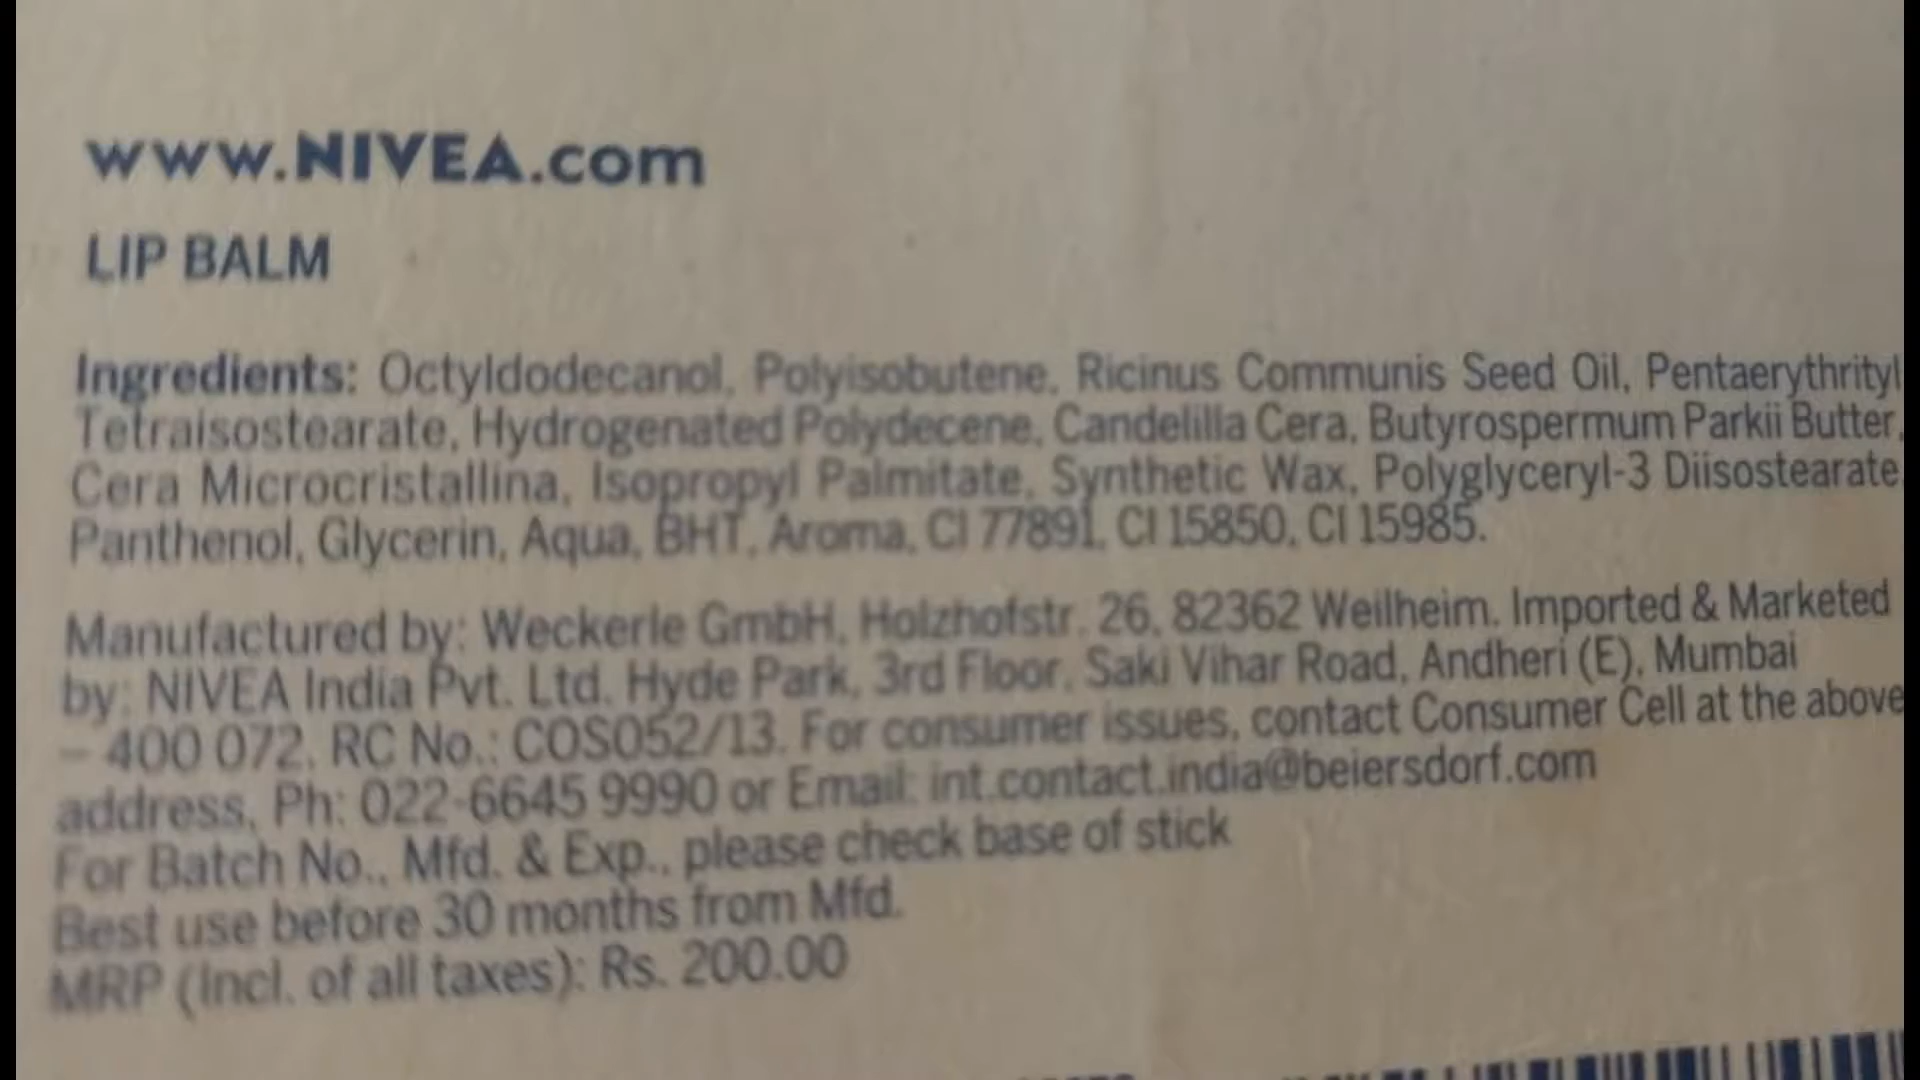 www.NIVEA.com
LIP BALM
Ingredients: Octyldodecanol, Polyisobutene, Ricinus Communis Seed Oil, Pentaerythrityl
Tetraisostearate, Hydrogenated Polydecene, Candelilla Cera, Butyrospermum Parkii Butter,
Cera Microcristallina, Isopropyl Palmitate, Synthetic Wax, Polyglyceryl-3 Diisostearate
Panthenol, Glycerin, Aqua, BHT, Aroma, CI 77891, CI 15850, CI 15985.
Manufactured by: Weckerle GmbH, Holzhofstr. 26, 82362 Weilheim. Imported & Marketed
by: NIVEA India Pvt. Ltd. Hyde Park, 3rd Floor, Saki Vihar Road, Andheri (E), Mumbai
– 400 072. RC No.: COS052/13. For consumer issues, contact Consumer Cell at the above
address, Ph: 022-6645 9990 or Email: int.contact.india@beiersdorf.com
For Batch No., Mfd. & Exp., please check base of stick
Best use before 30 months from Mfd.
MRP (Incl. of all taxes): Rs. 200.00